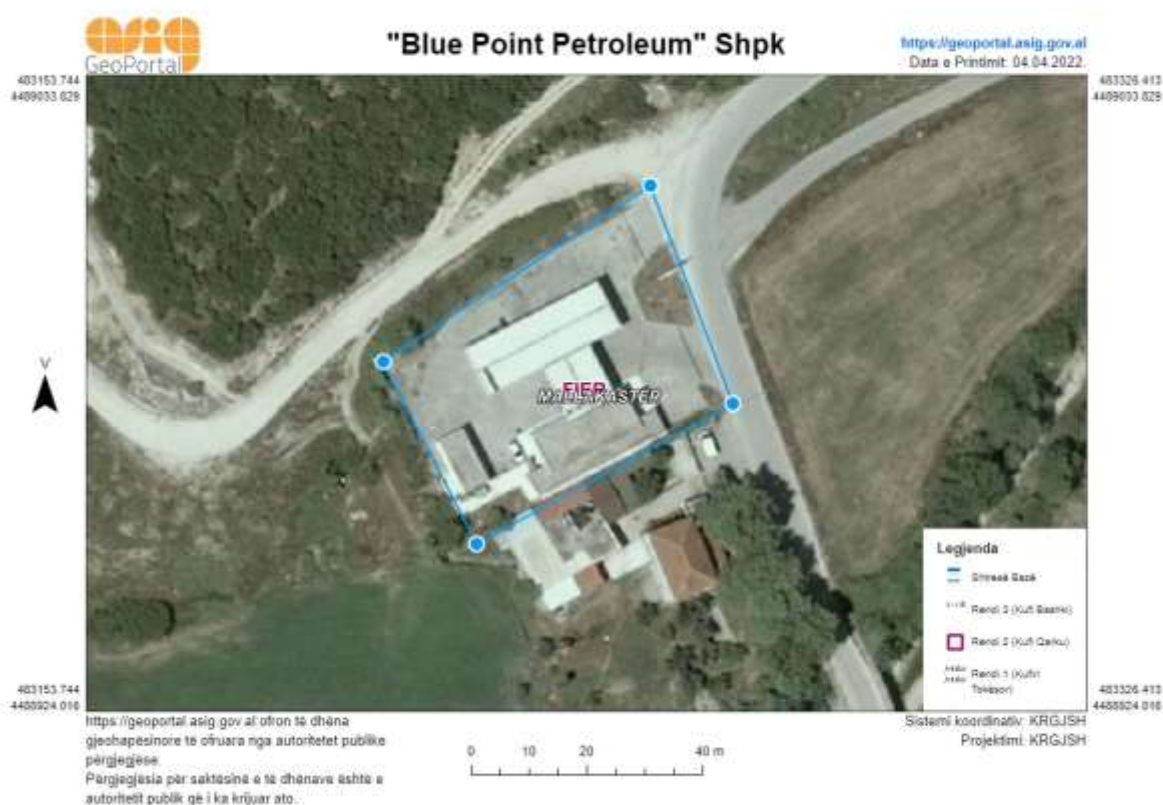 asig
GeoPortal
"Blue Point Petroleum" Shpk
https://geoportal.asig.gov.al
Data e Printimit: 04.04.2022
483153.744
4489033.829
483326.413
4489033.829
V
FIER
MALLAKASTËR
Legjenda
Shtresë Bazë
Rendi 3 (Kufi Bashki)
Rendi 2 (Kufi Qarku)
Rendi 1 (Kufiri
Tokësor)
483153.744
4488924.016
483326.413
4488924.016
https://geoportal.asig.gov.al ofron të dhëna
gjeohapësinore të ofruara nga autoritetet publike
përgjegjëse.
Përgjegjësia për saktësinë e të dhënave është e
autoritetit publik që i ka krijuar ato.
0 10 20 40 m
Sistemi koordinativ: KRGJSH
Projektimi: KRGJSH